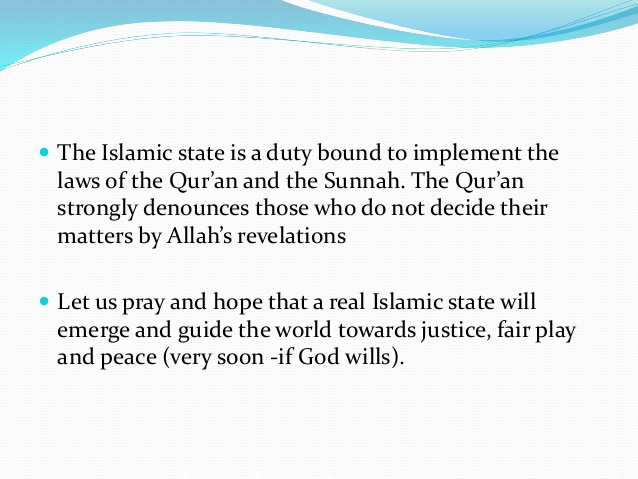 • The Islamic state is a duty bound to implement the
laws of the Qur’an and the Sunnah. The Qur’an
strongly denounces those who do not decide their
matters by Allah’s revelations
• Let us pray and hope that a real Islamic state will
emerge and guide the world towards justice, fair play
and peace (very soon -if God wills).